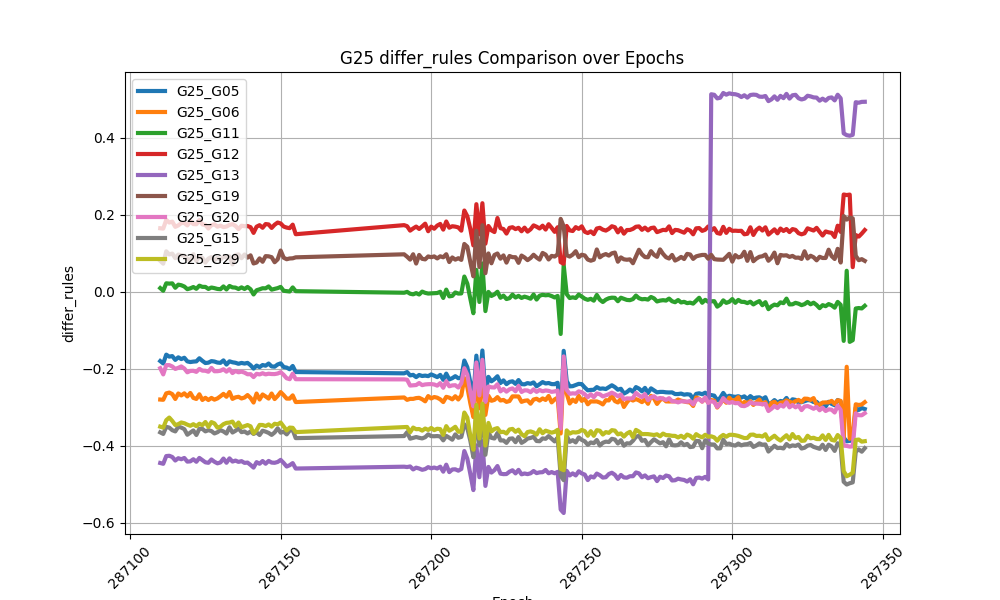 G25 differ_rules Comparison over Epochs
G25_G05
G25_G06
G25_G11
G25_G12
G25_G13
G25_G19
G25_G20
G25_G15
G25_G29
differ_rules
0.4
0.2
0.0
−0.2
−0.4
−0.6
287100
287150
287200
287250
287300
287350
Epoch